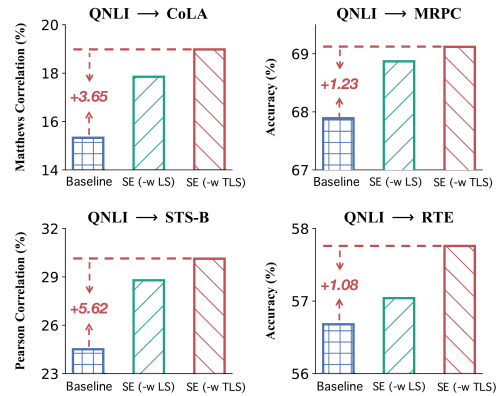 QNLI → CoLA
Matthews Correlation (%)
20
18
16
14
+3.65
Baseline SE (-w LS) SE (-w TLS)
QNLI → MRPC
Accuracy (%)
69
68
67
+1.23
Baseline SE (-w LS) SE (-w TLS)
QNLI → STS-B
Pearson Correlation (%)
32
29
26
23
+5.62
Baseline SE (-w LS) SE (-w TLS)
QNLI → RTE
Accuracy (%)
58
57
56
+1.08
Baseline SE (-w LS) SE (-w TLS)